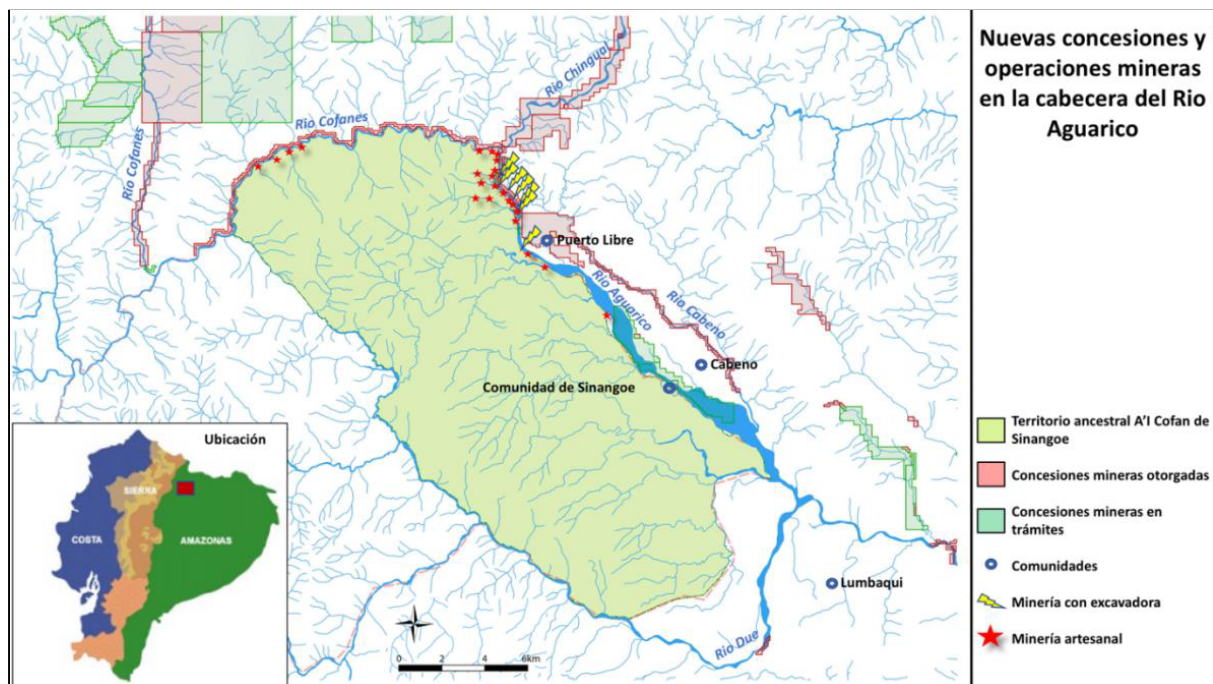 Nuevas concesiones y
operaciones mineras
en la cabecera del Rio
Aguarico
Rio Chingual
Rio Cofanes
Rio Cofanes
Puerto Libre
Rio Aguarico
Rio Cabeno
Cabeno
Comunidad de Sinangoe
Lumbaqui
Rio Due
0 2 4 6km
Ubicación
SIERRA
COSTA
AMAZONAS
Territorio ancestral A'I Cofan de
Sinangoe
Concesiones mineras otorgadas
Concesiones mineras en
trámites
Comunidades
Minería con excavadora
Minería artesanal